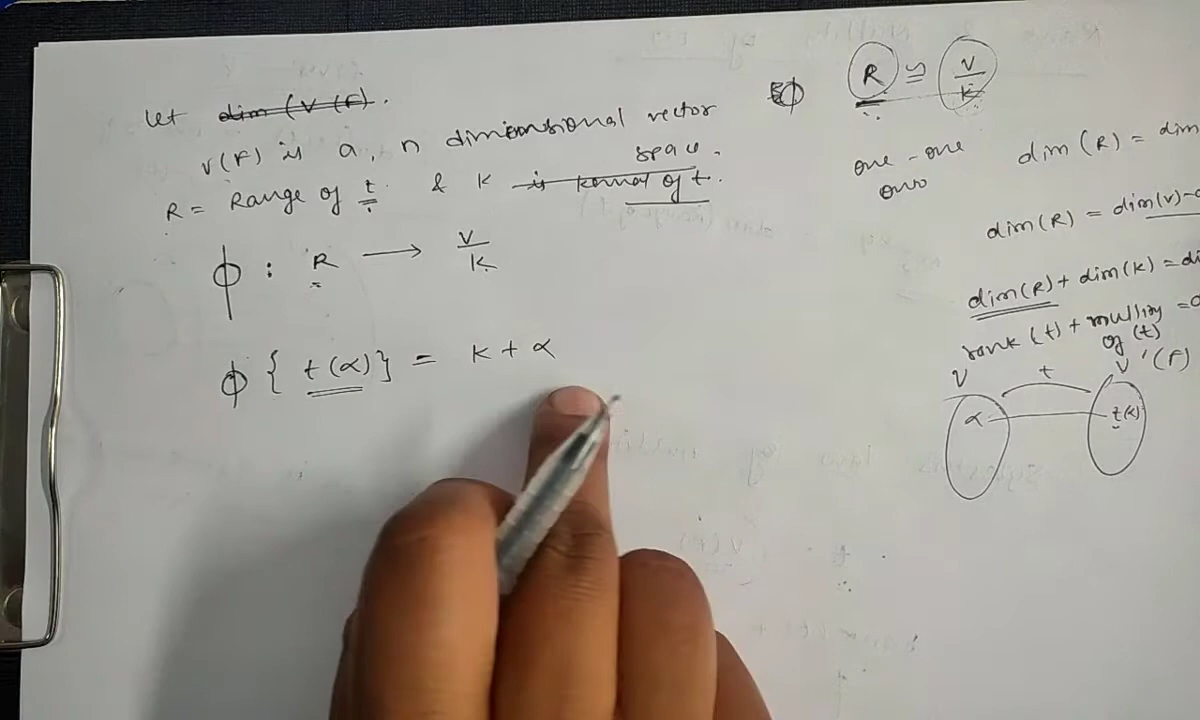 Let dim (V(F).
V(F) is a, n dimensional vector
space.
R = Range of t & K is kernal of t.
ϕ : R → V/K
ϕ { t(α)} = K + α
ϕ R ≅ V/K
one-one
onto
dim (R) = dim
dim(R) = dim(V)-d
dim(R) + dim(K) = di
rank (t) + nullity = d
of (t)
V t V'(F)
α t(α)